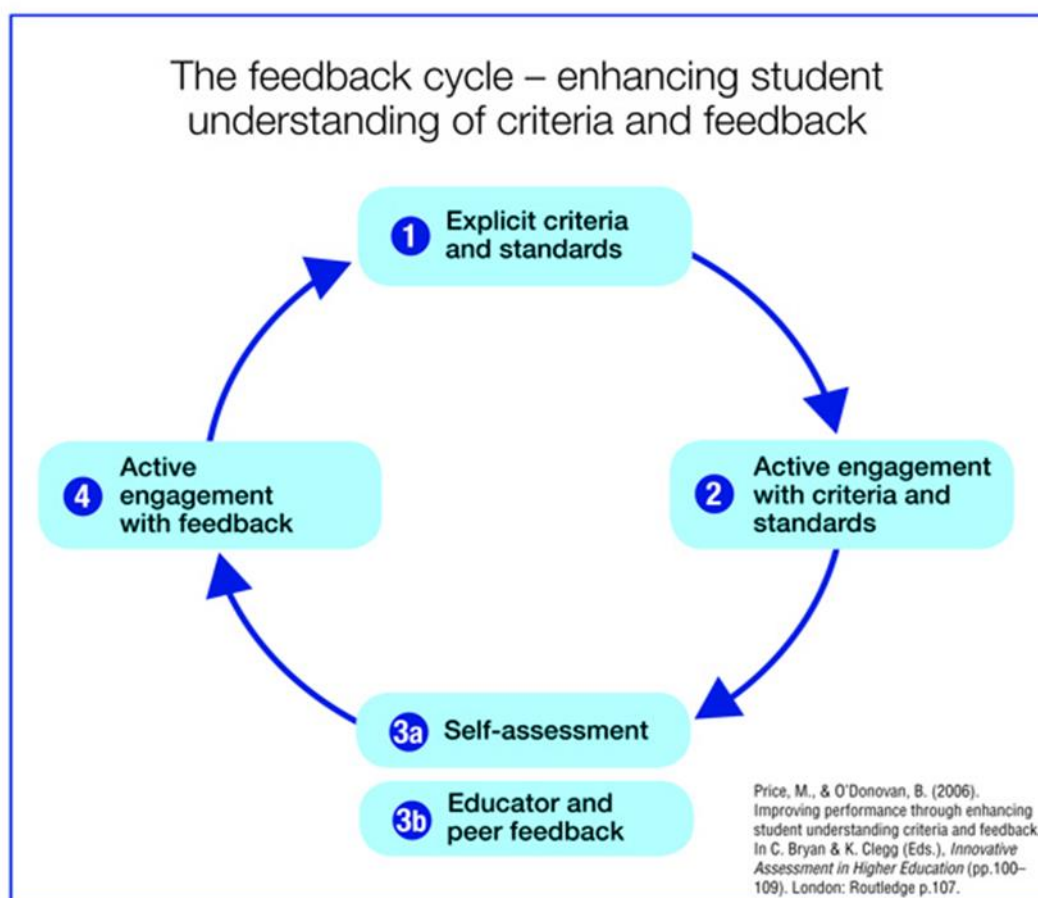 The feedback cycle – enhancing student
understanding of criteria and feedback
1 Explicit criteria
and standards
2 Active engagement
with criteria and
standards
3a Self-assessment
3b Educator and
peer feedback
4 Active
engagement
with feedback
Price, M., & O'Donovan, B. (2006).
Improving performance through enhancing
student understanding criteria and feedback
In C. Bryan & K. Clegg (Eds.), Innovative
Assessment in Higher Education (pp.100–
109). London: Routledge p.107.